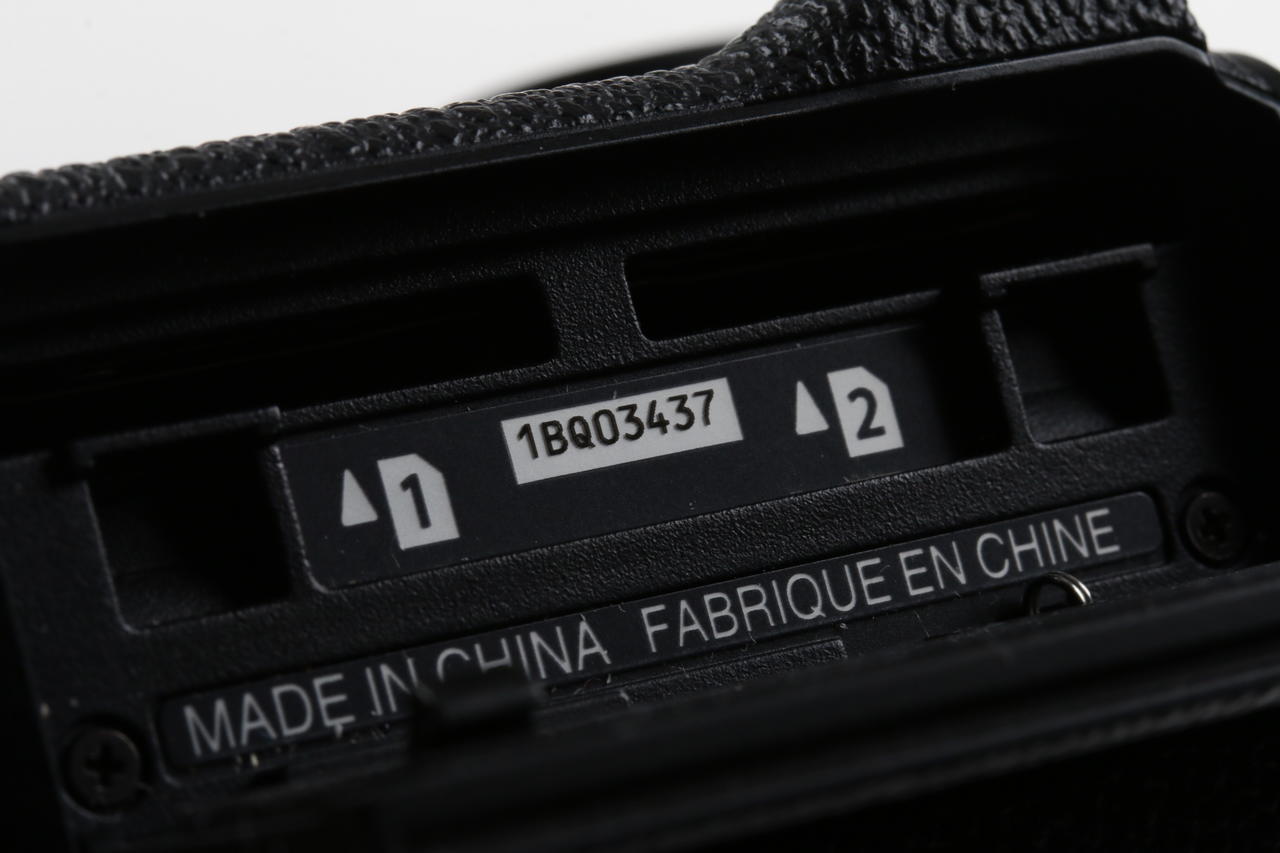 1 1BQ03437 2
MADE IN CHINA FABRIQUE EN CHINE